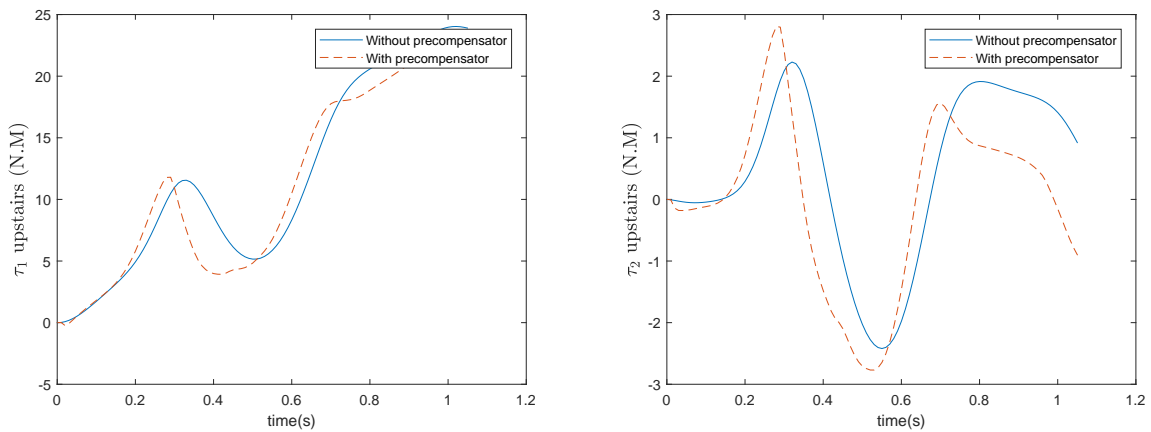 25
20
15
10
5
0
-5
τ1 upstairs (N.M)
0 0.2 0.4 0.6 0.8 1 1.2
time(s)
Without precompensator
With precompensator
3
2
1
0
-1
-2
-3
τ2 upstairs (N.M)
0 0.2 0.4 0.6 0.8 1 1.2
time(s)
Without precompensator
With precompensator